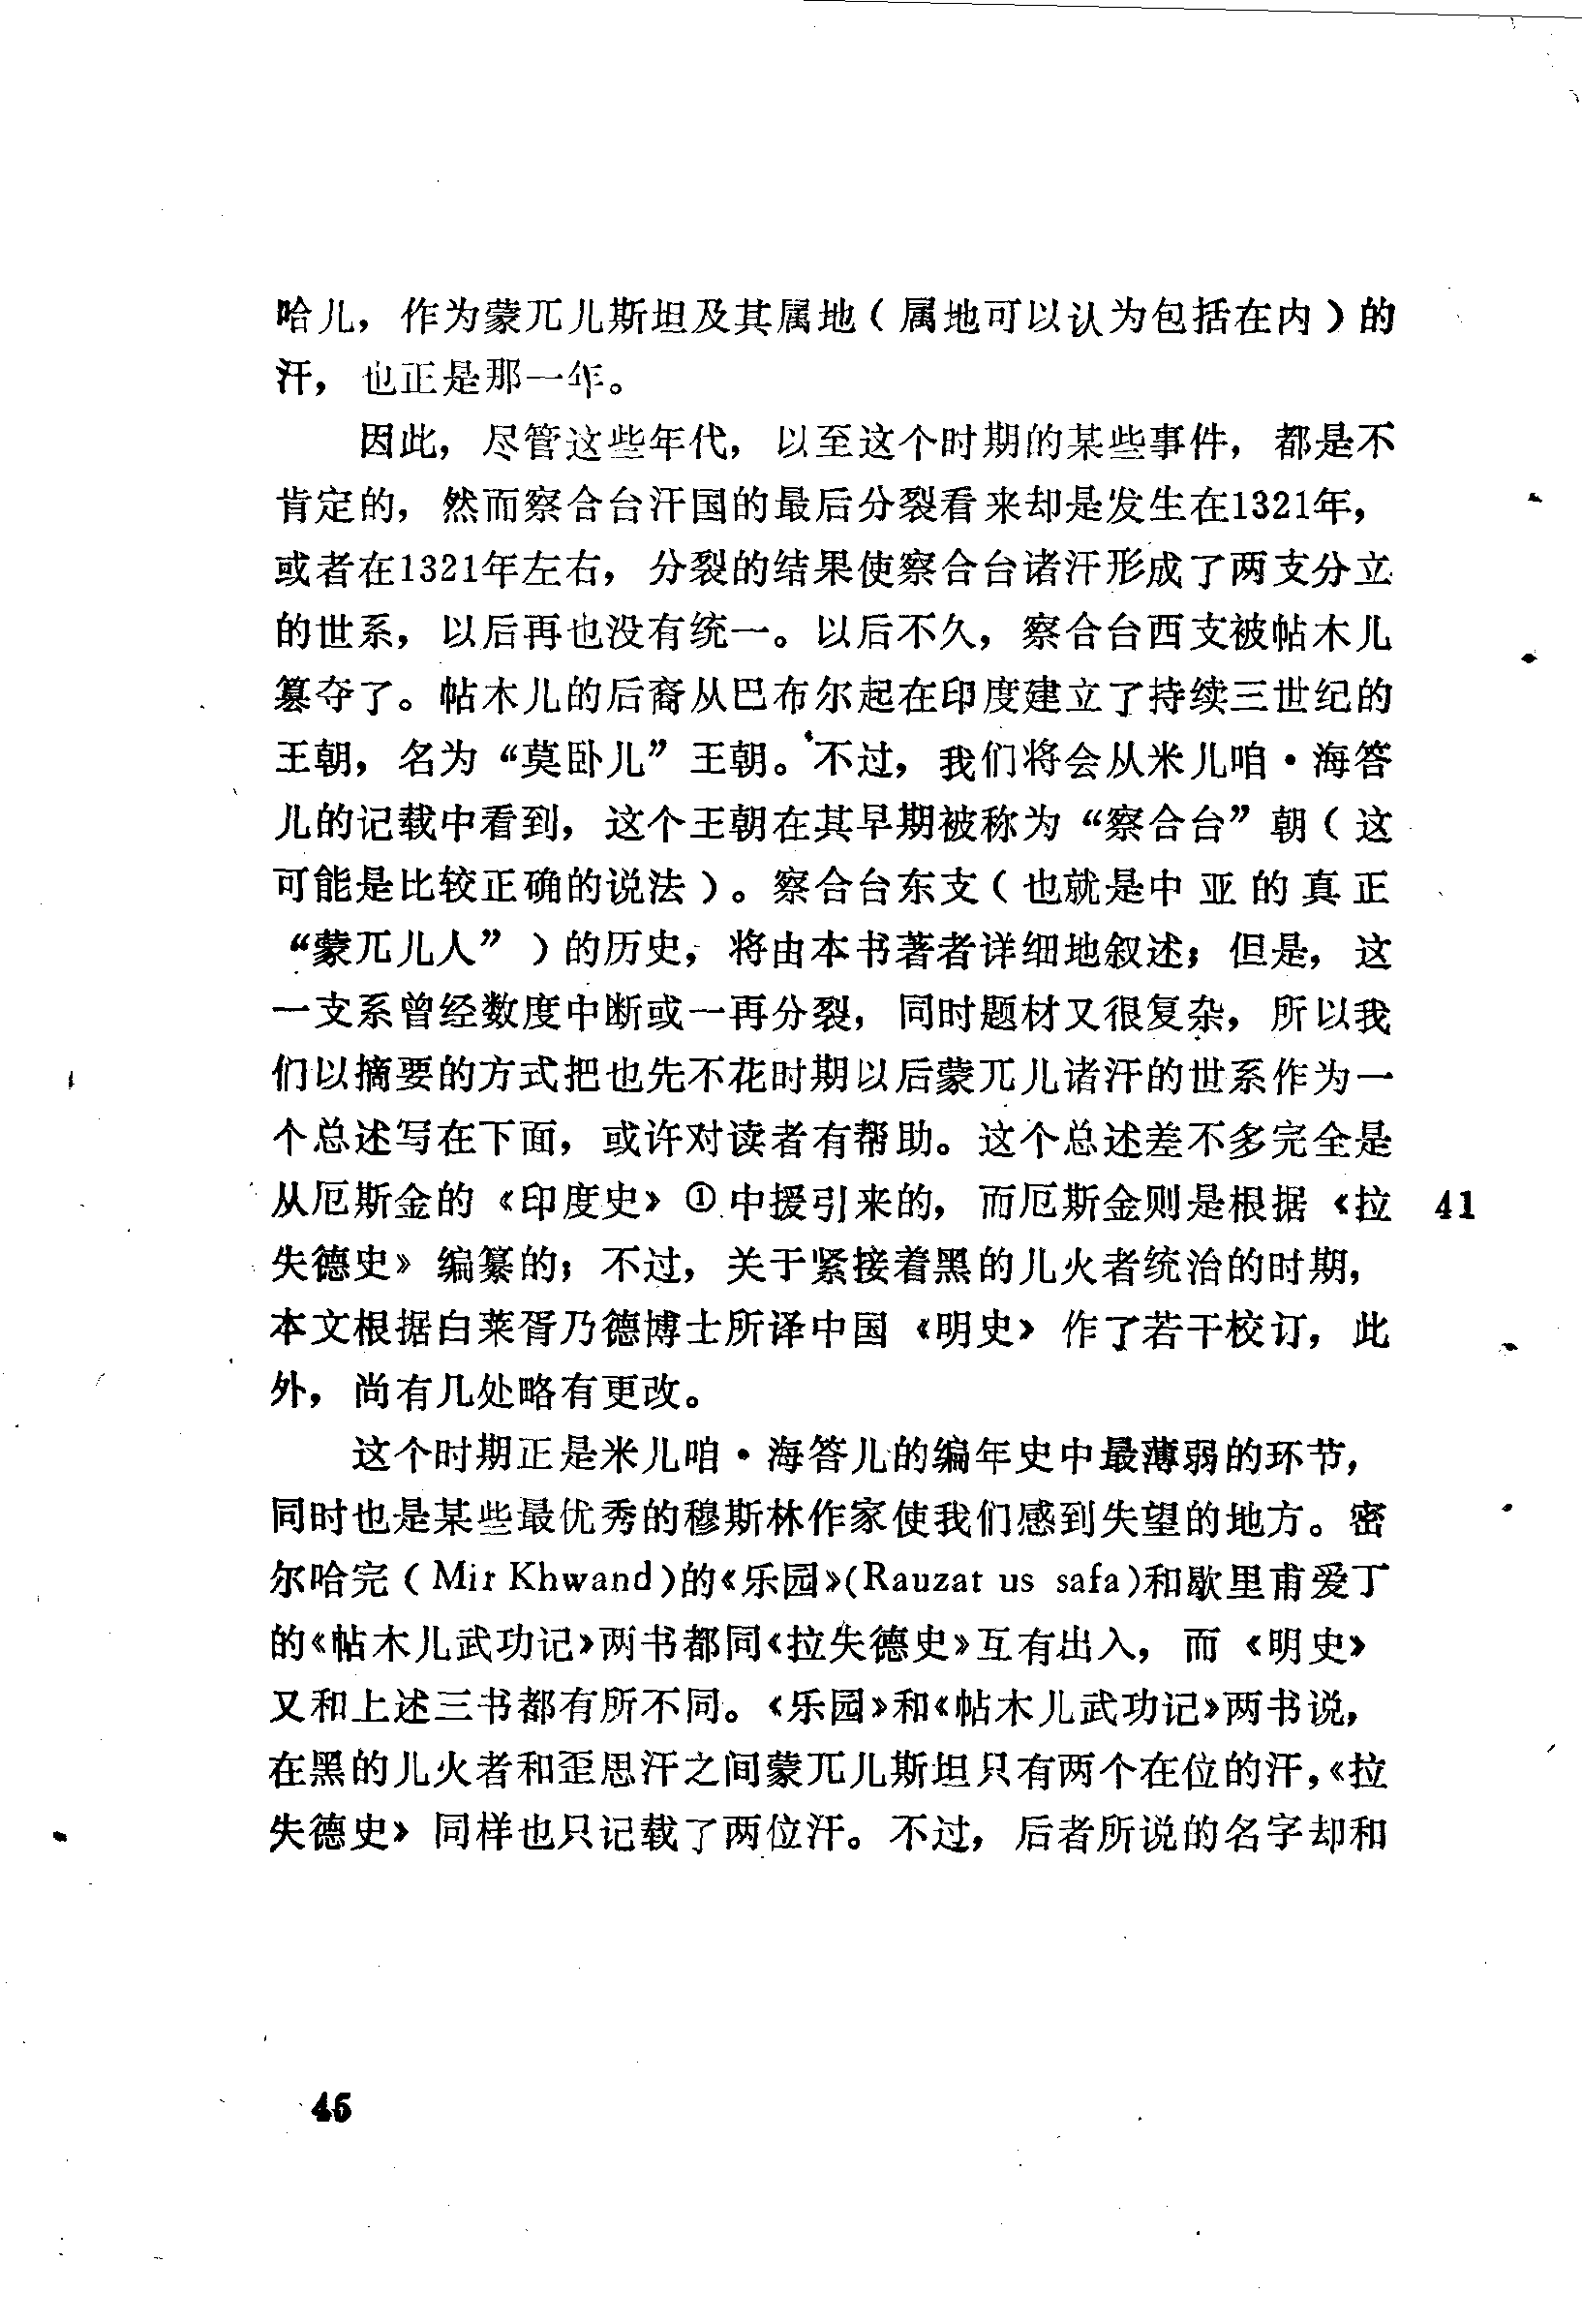 哈儿，作为蒙兀儿斯坦及其属地（属地可以认为包括在内）的
汗，也正是那一年。
因此，尽管这些年代，以至这个时期的某些事件，都是不
肯定的，然而察合台汗国的最后分裂看来却是发生在1321年，
或者在1321年左右，分裂的结果使察合台诸汗形成了两支分立
的世系，以后再也没有统一。以后不久，察合台西支被帖木儿
篡夺了。帖木儿的后裔从巴布尔起在印度建立了持续三世纪的
王朝，名为“莫卧儿”王朝。不过，我们将会从米儿咱·海答
儿的记载中看到，这个王朝在其早期被称为“察合台”朝（这
可能是比较正确的说法）。察合台东支（也就是中亚的真正
“蒙兀儿人”）的历史，将由本书著者详细地叙述；但是，这
一支系曾经数度中断或一再分裂，同时题材又很复杂，所以我
们以摘要的方式把也先不花时期以后蒙兀儿诸汗的世系作为一
个总述写在下面，或许对读者有帮助。这个总述差不多完全是
从厄斯金的《印度史》①中援引来的，而厄斯金则是根据《拉 41
失德史》编纂的；不过，关于紧接着黑的儿火者统治的时期，
本文根据白莱胥乃德博士所译中国《明史》作了若干校订，此
外，尚有几处略有更改。
这个时期正是米儿咱·海答儿的编年史中最薄弱的环节，
同时也是某些最优秀的穆斯林作家使我们感到失望的地方。密
尔哈完（Mir Khwand）的《乐园》（Rauzat us safa）和歇里甫爱丁
的《帖木儿武功记》两书都同《拉失德史》互有出入，而《明史》
又和上述三书都有所不同。《乐园》和《帖木儿武功记》两书说，
在黑的儿火者和歪思汗之间蒙兀儿斯坦只有两个在位的汗，《拉
失德史》同样也只记载了两位汗。不过，后者所说的名字却和
46